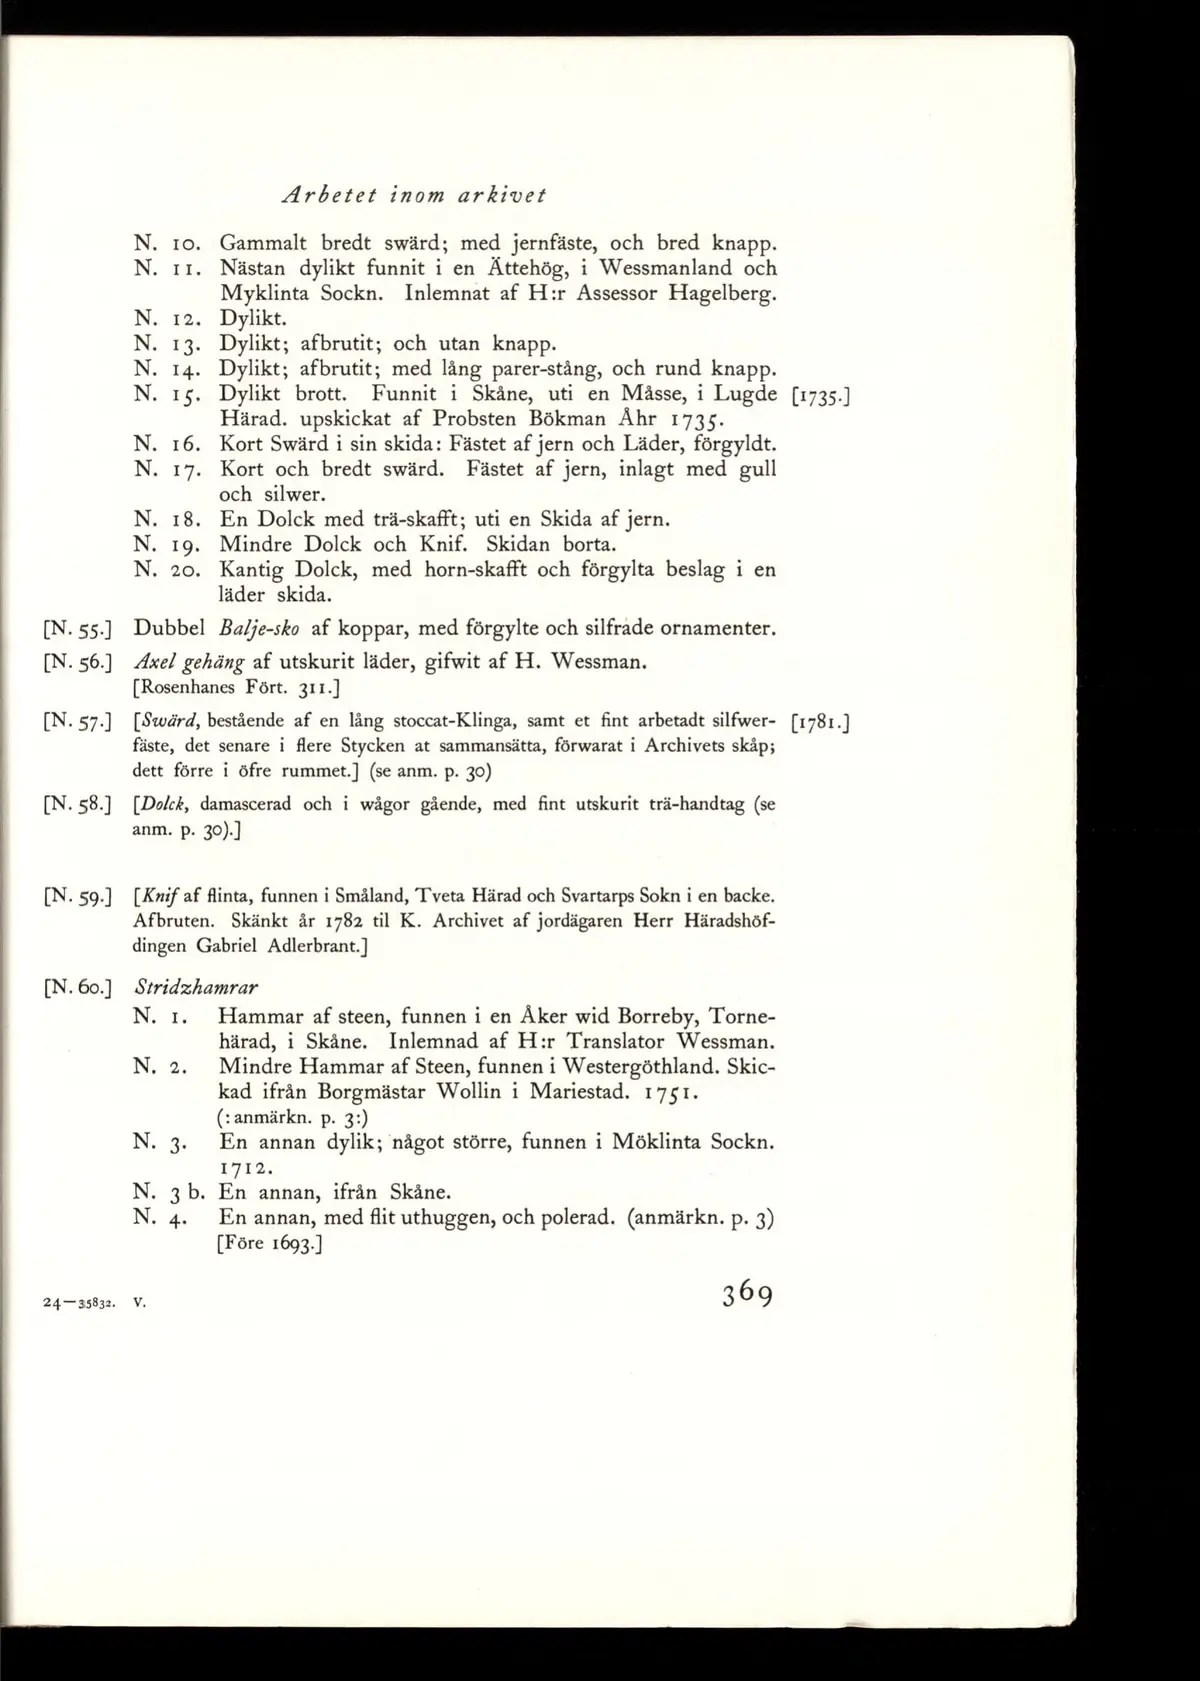 Arbetet inom arkivet
N. 10. Gammalt bredt swärd; med jernfäste, och bred knapp.
N. 11. Nästan dylikt funnit i en Ättehög, i Wessmanland och
Myklinta Sockn. Inlemnat af H:r Assessor Hagelberg.
N. 12. Dylikt.
N. 13. Dylikt; afbrutit; och utan knapp.
N. 14. Dylikt; afbrutit; med lång parer-stång, och rund knapp.
N. 15. Dylikt brott. Funnit i Skåne, uti en Måsse, i Lugde [1735.]
Härad. upskickat af Probsten Bökman Åhr 1735.
N. 16. Kort Swärd i sin skida: Fästet af jern och Läder, förgyldt.
N. 17. Kort och bredt swärd. Fästet af jern, inlagt med gull
och silwer.
N. 18. En Dolck med trä-skafft; uti en Skida af jern.
N. 19. Mindre Dolck och Knif. Skidan borta.
N. 20. Kantig Dolck, med horn-skafft och förgylta beslag i en
läder skida.
[N. 55.] Dubbel Balje-sko af koppar, med förgylte och silfrade ornamenter.
[N. 56.] Axel gehäng af utskurit läder, gifwit af H. Wessman.
[Rosenhanes Fört. 311.]
[N. 57.] [Swärd, bestående af en lång stoccat-Klinga, samt et fint arbetadt silfwer- [1781.]
fäste, det senare i flere Stycken at sammansätta, förwarat i Archivets skåp;
dett förre i öfre rummet.] (se anm. p. 30)
[N. 58.] [Dolck, damascerad och i wågor gående, med fint utskurit trä-handtag (se
anm. p. 30).]
[N. 59.] [Knif af flinta, funnen i Småland, Tveta Härad och Svartarps Sokn i en backe.
Afbruten. Skänkt år 1782 til K. Archivet af jordägaren Herr Häradshöf-
dingen Gabriel Adlerbrant.]
[N. 60.] Stridzhamrar
N. 1. Hammar af steen, funnen i en Åker wid Borreby, Torne-
härad, i Skåne. Inlemnad af H:r Translator Wessman.
N. 2. Mindre Hammar af Steen, funnen i Westergöthland. Skic-
kad ifrån Borgmästar Wollin i Mariestad. 1751.
(: anmärkn. p. 3:)
N. 3. En annan dylik; något större, funnen i Möklinta Sockn.
1712.
N. 3 b. En annan, ifrån Skåne.
N. 4. En annan, med flit uthuggen, och polerad. (anmärkn. p. 3)
[Före 1693.]
24—35832. V. 369